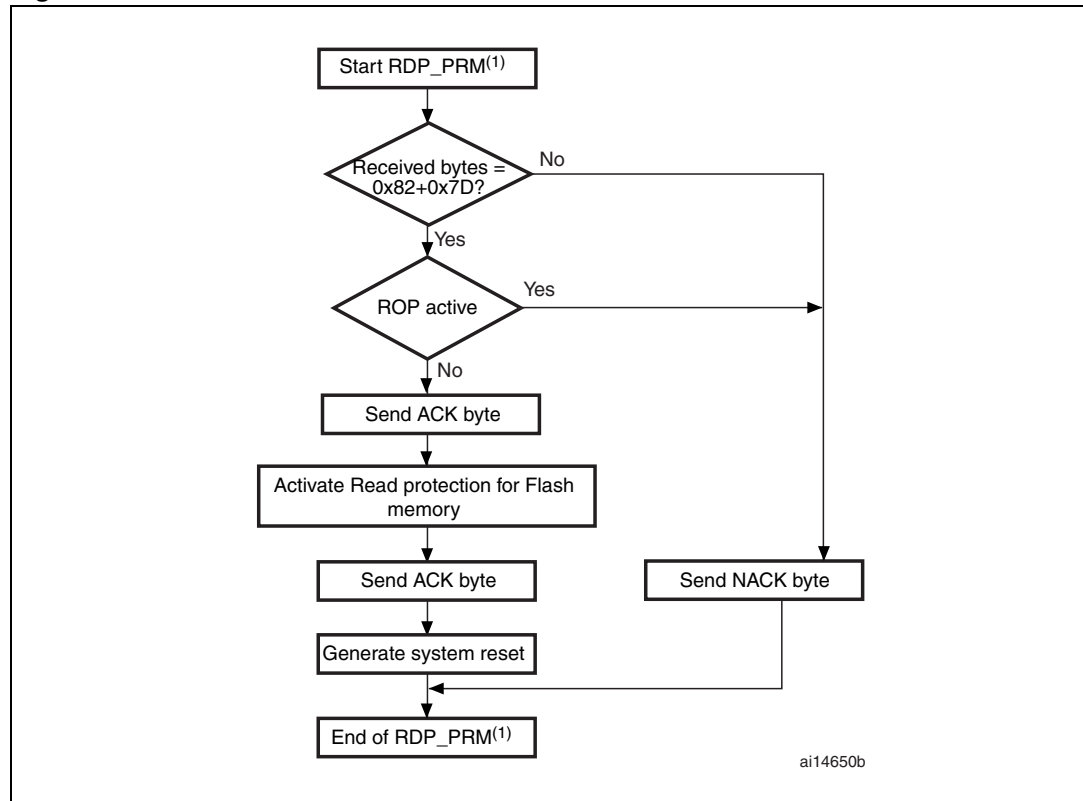 Start RDP_PRM(1)
Received bytes =
0x82+0x7D?
No
Yes
ROP active
Yes
No
Send ACK byte
Activate Read protection for Flash
memory
Send ACK byte
Send NACK byte
Generate system reset
End of RDP_PRM(1)
ai14650b